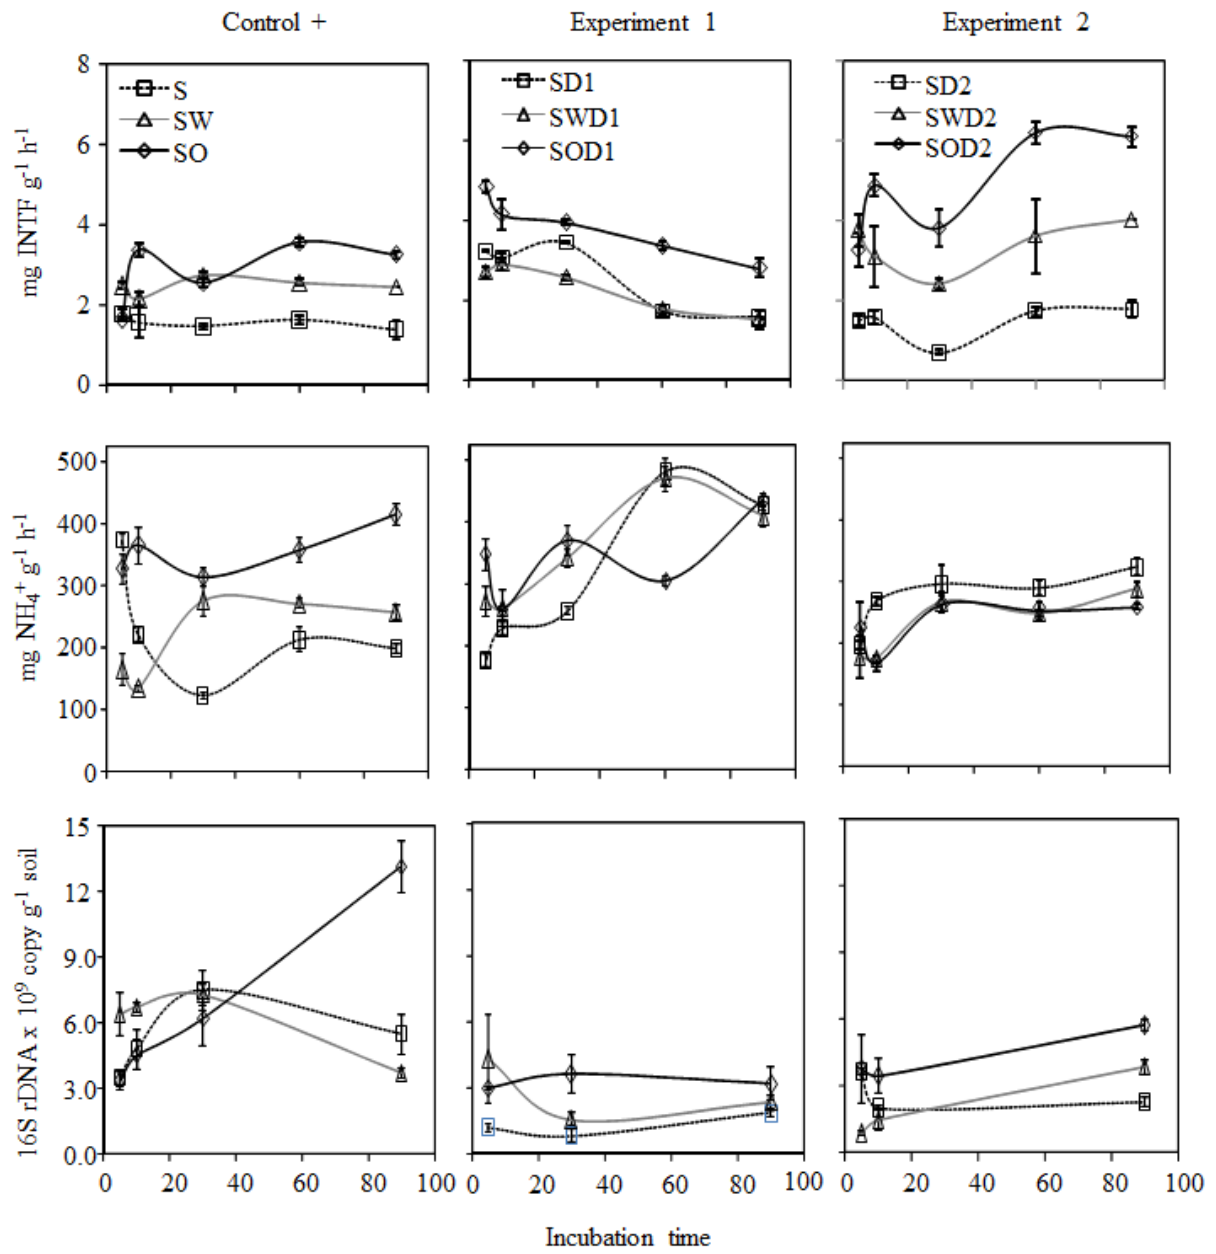 Control +
Experiment 1
Experiment 2
mg INTF g⁻¹ h⁻¹
8
6
4
2
0
S
SW
SO
SD1
SWD1
SOD1
SD2
SWD2
SOD2
mg NH₄⁺ g⁻¹ h⁻¹
500
400
300
200
100
0
16S rDNA x 10⁹ copy g⁻¹ soil
15
12
9.0
6.0
3.0
0.0
0 20 40 60 80 100
0 20 40 60 80 100
0 20 40 60 80 100
Incubation time